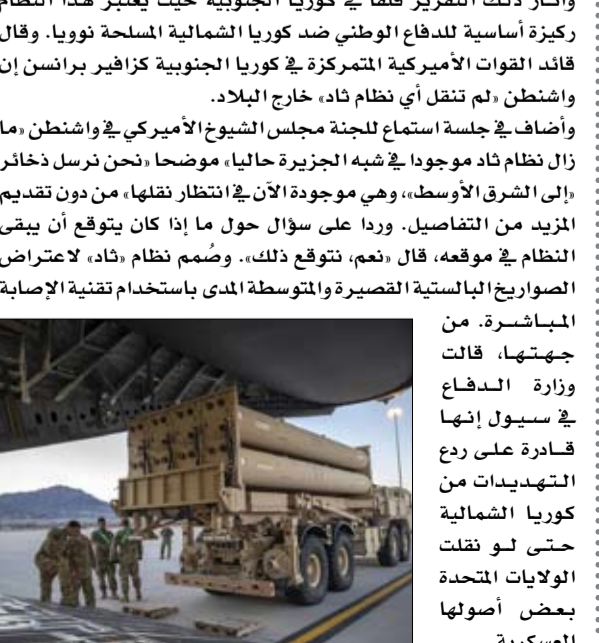 وأثار ذلك التقرير قلقا في كوريا الجنوبية حيث يعتبر هذا النظام
ركيزة أساسية للدفاع الوطني ضد كوريا الشمالية المسلحة نوويا. وقال
قائد القوات الأميركية المتمركزة في كوريا الجنوبية كزافير برانسن إن
واشنطن «لم تنقل أي نظام ثاد» خارج البلاد.
وأضاف في جلسة استماع للجنة مجلس الشيوخ الأميركي في واشنطن «ما
زال نظام ثاد موجودا في شبه الجزيرة حاليا» موضحا «نحن نرسل ذخائر
«إلى الشرق الأوسط»، وهي موجودة الآن في انتظار نقلها» من دون تقديم
المزيد من التفاصيل. وردا على سؤال حول ما إذا كان يتوقع أن يبقى
النظام في موقعه، قال «نعم، نتوقع ذلك». وصُمم نظام «ثاد» لاعتراض
الصواريخ البالستية القصيرة والمتوسطة المدى باستخدام تقنية الإصابة
المباشرة. من
جهتها، قالت
وزارة الدفاع
في سيول إنها
قادرة على ردع
التهديدات من
كوريا الشمالية
حتى لو نقلت
الولايات المتحدة
بعض أصولها
العسكرية